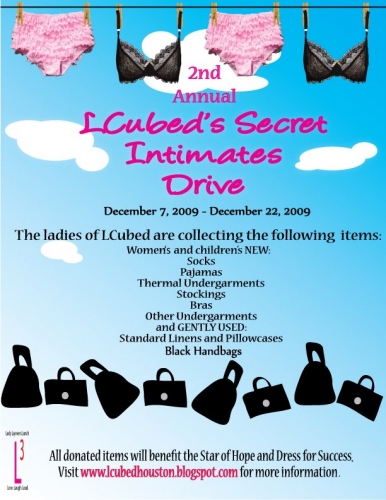 2nd
Annual
LCubed's Secret
Intimates
Drive
December 7, 2009 - December 22, 2009
The ladies of LCubed are collecting the following items:
Women's and children's NEW:
Socks
Pajamas
Thermal Undergarments
Stockings
Bras
Other Undergarments
and GENTLY USED:
Standard Linens and Pillowcases
Black Handbags
L3
All donated items will benefit the Star of Hope and Dress for Success.
Visit www.lcubedhouston.blogspot.com for more information.